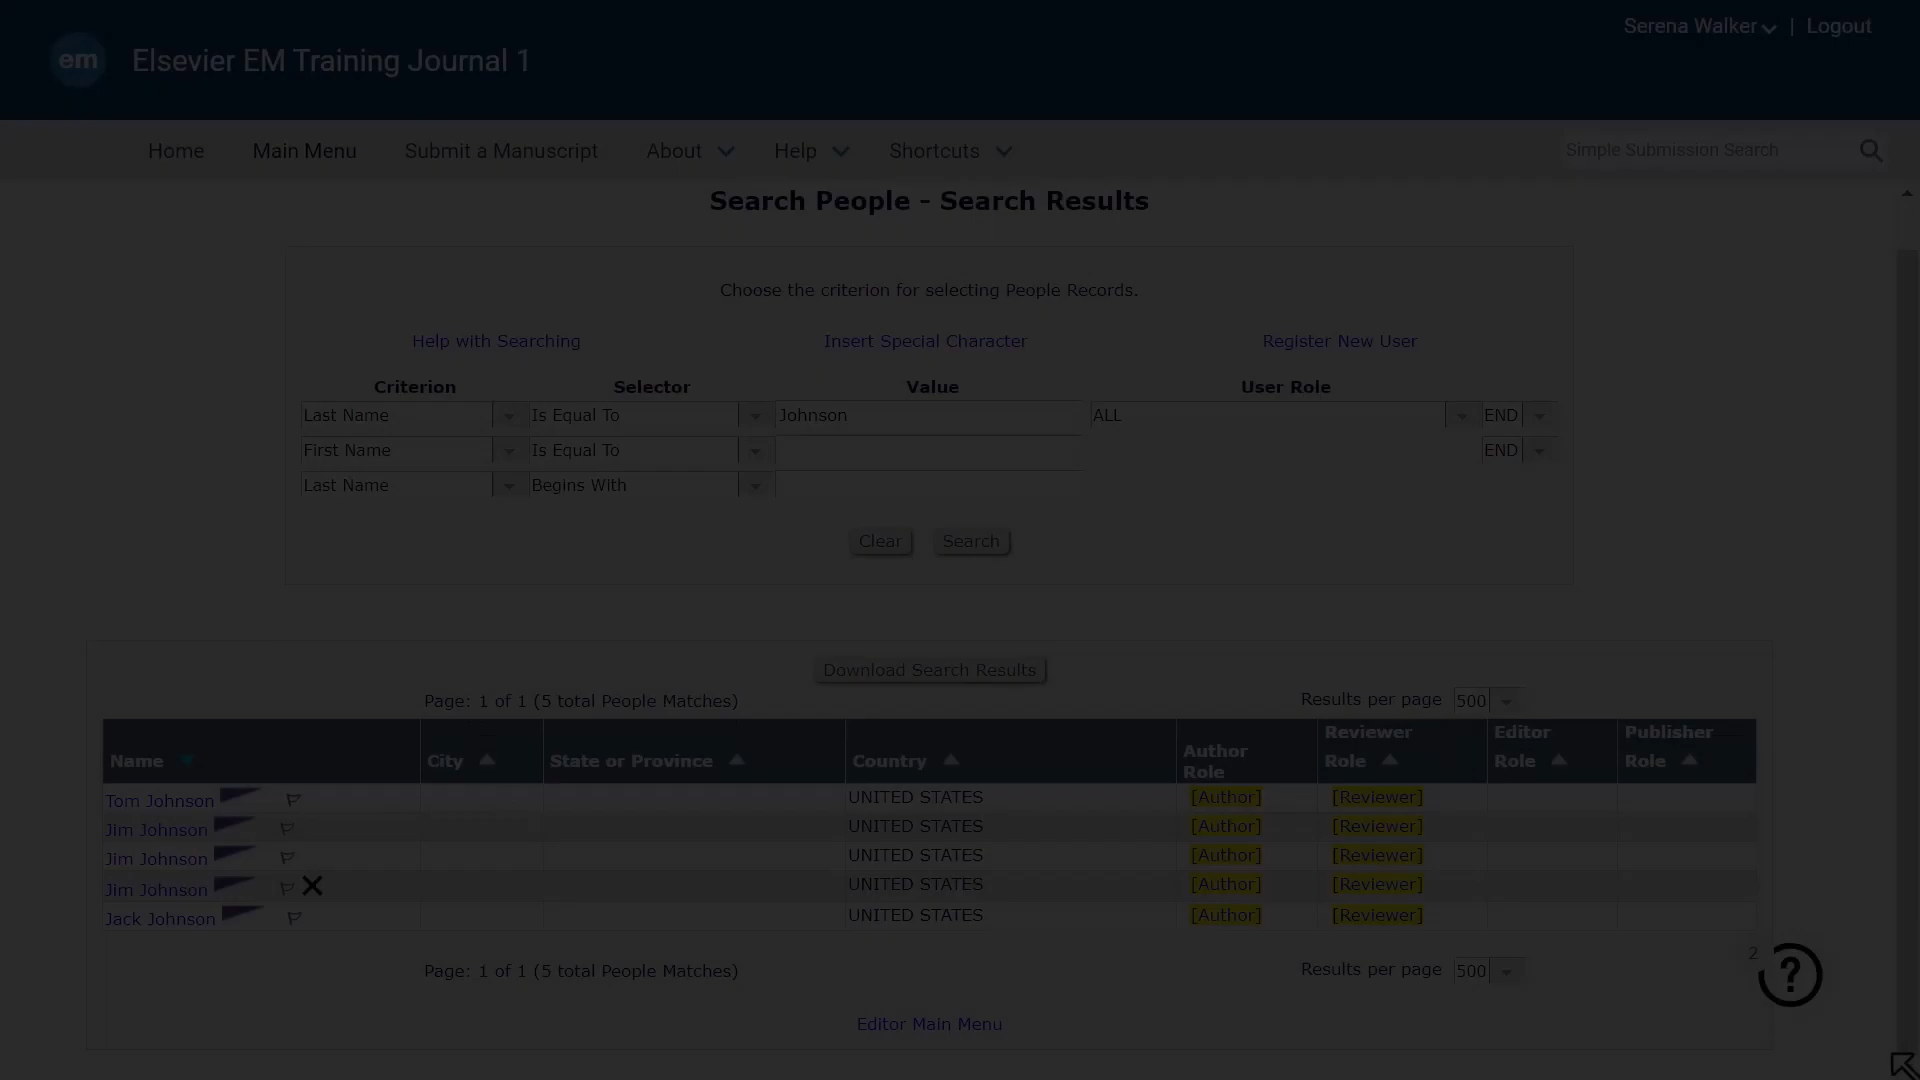 Serena Walker | Logout
em Elsevier EM Training Journal 1
Home Main Menu Submit a Manuscript About Help Shortcuts Simple Submission Search
Search People - Search Results
Choose the criterion for selecting People Records.
Help with Searching Insert Special Character Register New User
Criterion Selector Value User Role
Last Name Is Equal To Johnson ALL END
First Name Is Equal To END
Last Name Begins With
Clear Search
Download Search Results
Page: 1 of 1 (5 total People Matches) Results per page 500
Name City State or Province Country Author Role Reviewer Role Editor Role Publisher Role
Tom Johnson UNITED STATES [Author] [Reviewer]
Jim Johnson UNITED STATES [Author] [Reviewer]
Jim Johnson UNITED STATES [Author] [Reviewer]
Jim Johnson UNITED STATES [Author] [Reviewer]
Jack Johnson UNITED STATES [Author] [Reviewer]
Page: 1 of 1 (5 total People Matches) Results per page 500
2 ?
Editor Main Menu